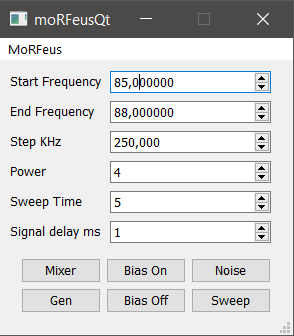 moRFeusQt
MoRFeus
Start Frequency 85,000000
End Frequency 88,000000
Step KHz 250,000
Power 4
Sweep Time 5
Signal delay ms 1
Mixer Bias On Noise
Gen Bias Off Sweep